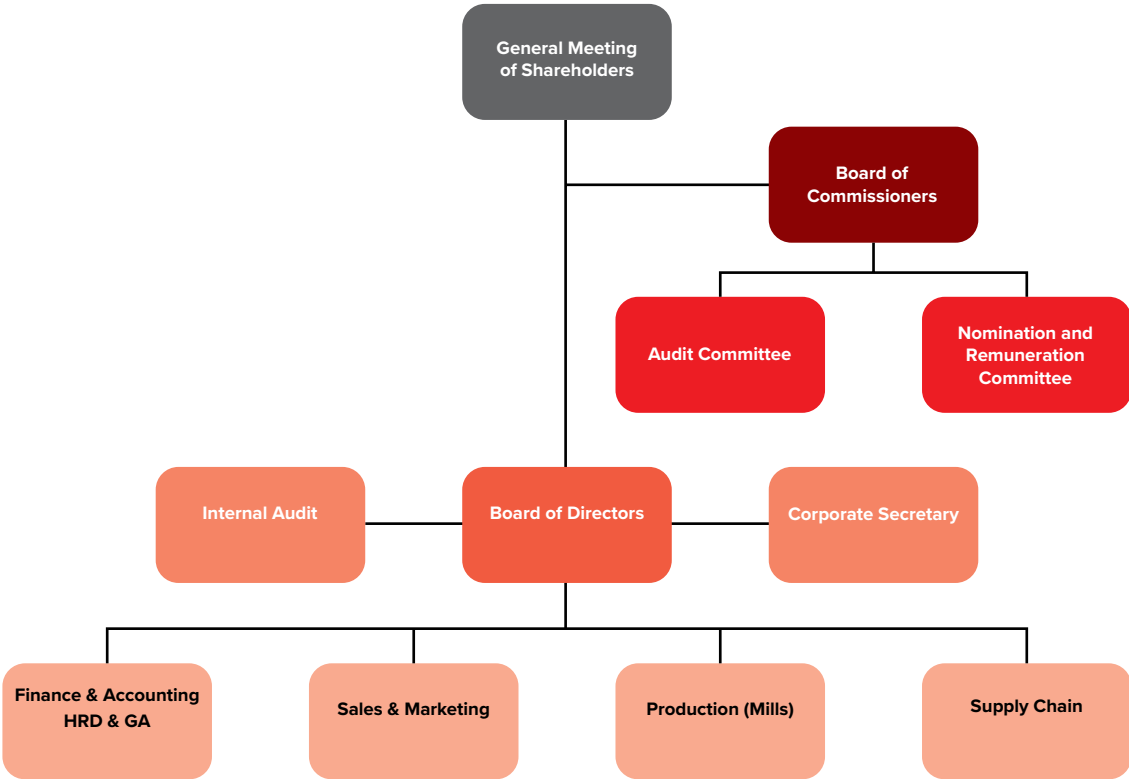 General Meeting
of Shareholders
Board of
Commissioners
Audit Committee
Nomination and
Remuneration
Committee
Internal Audit
Board of Directors
Corporate Secretary
Finance & Accounting
HRD & GA
Sales & Marketing
Production (Mills)
Supply Chain